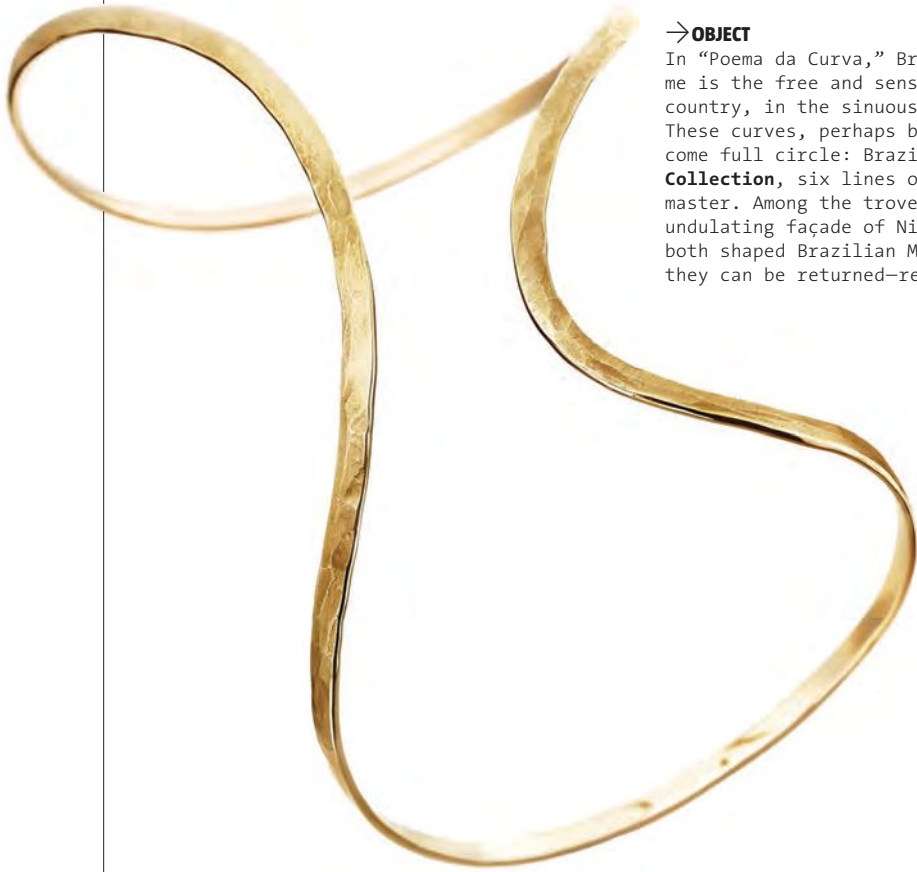 →OBJECT
In “Poema da Curva,” Br
me is the free and sens
country, in the sinuous
These curves, perhaps b
come full circle: Brazi
Collection, six lines o
master. Among the trove
undulating façade of Ni
both shaped Brazilian M
they can be returned—re